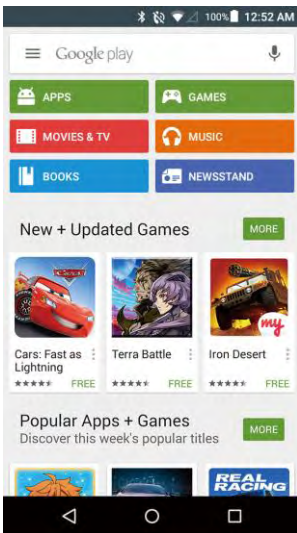 100% 12:52 AM
Google play
APPS
GAMES
MOVIES & TV
MUSIC
BOOKS
NEWSSTAND
New + Updated Games
MORE
Cars: Fast as
Lightning
FREE
Terra Battle
FREE
my
Iron Desert
FREE
Popular Apps + Games
MORE
Discover this week's popular titles
REAL
RACING